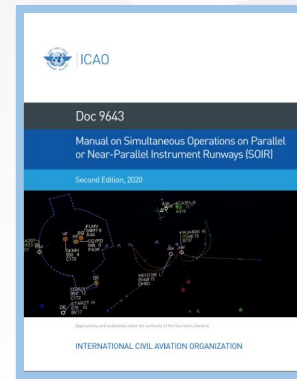 ICAO
Doc 9643
Manual on Simultaneous Operations on Parallel
or Near-Parallel Instrument Runways (SOIR)
Second Edition, 2020
Approved by and published under the authority of the Secretary General
INTERNATIONAL CIVIL AVIATION ORGANIZATION